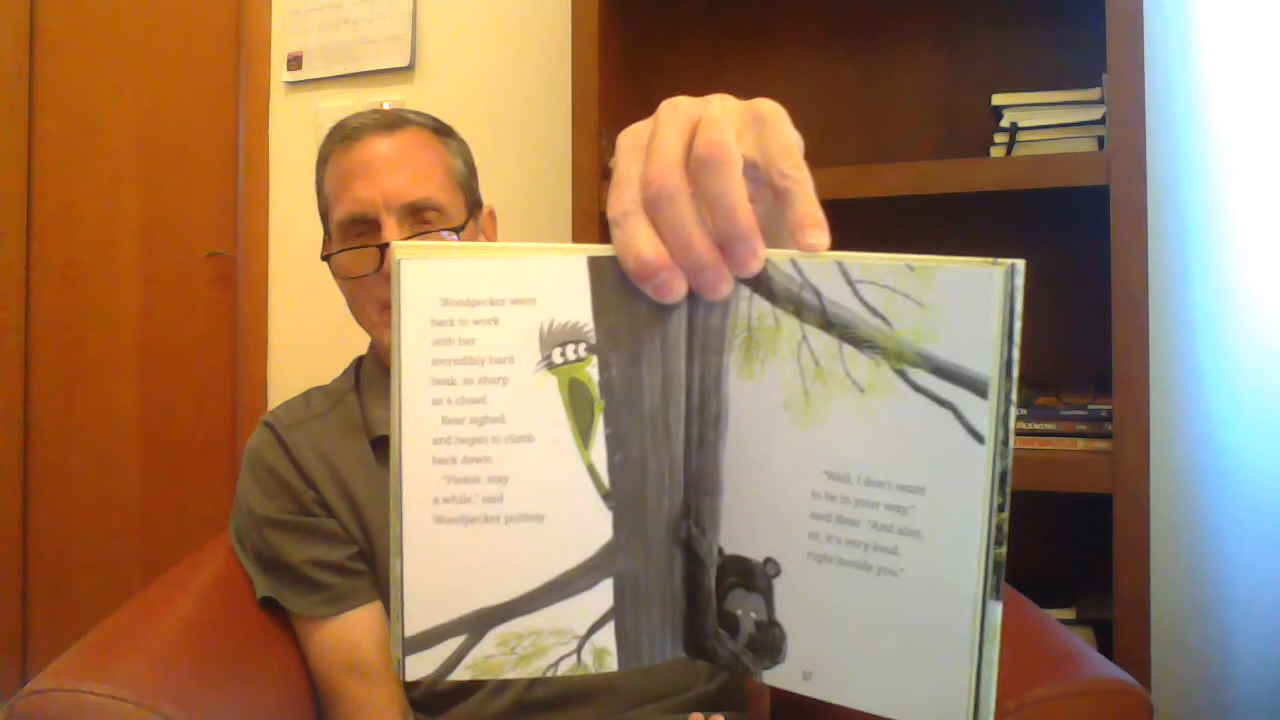 Woodpecker went
back to work
with her
incredibly hard
beak, as sharp
as a chisel.
Bear sighed,
and began to climb
back down.
"Please, stay
a while," said
Woodpecker politely.
"Well, I don't want
to be in your way,"
said Bear. "And also,
er, it's very loud,
right beside you."
57